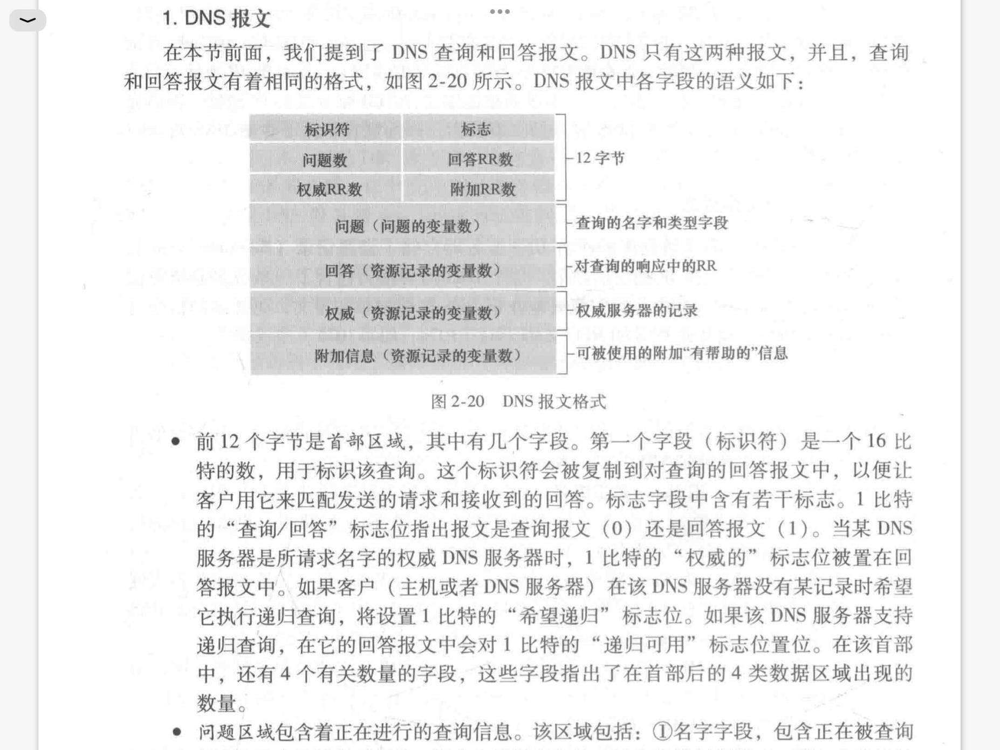 1. DNS 报文
在本节前面，我们提到了 DNS 查询和回答报文。DNS 只有这两种报文，并且，查询
和回答报文有着相同的格式，如图 2-20 所示。DNS 报文中各字段的语义如下：
标识符 标志
问题数 回答RR数 12 字节
权威RR数 附加RR数
问题（问题的变量数） 查询的名字和类型字段
回答（资源记录的变量数） 对查询的响应中的RR
权威（资源记录的变量数） 权威服务器的记录
附加信息（资源记录的变量数） 可被使用的附加“有帮助的”信息
图 2-20 DNS 报文格式
● 前 12 个字节是首部区域，其中有几个字段。第一个字段（标识符）是一个 16 比
特的数，用于标识该查询。这个标识符会被复制到对查询的回答报文中，以便让
客户用它来匹配发送的请求和接收到的回答。标志字段中含有若干标志。1 比特
的“查询/回答”标志位指出报文是查询报文（0）还是回答报文（1）。当某 DNS
服务器是所请求名字的权威 DNS 服务器时，1 比特的“权威的”标志位被置在回
答报文中。如果客户（主机或者 DNS 服务器）在该 DNS 服务器没有某记录时希望
它执行递归查询，将设置 1 比特的“希望递归”标志位。如果该 DNS 服务器支持
递归查询，在它的回答报文中会对 1 比特的“递归可用”标志位置位。在该首部
中，还有 4 个有关数量的字段，这些字段指出了在首部后的 4 类数据区域出现的
数量。
● 问题区域包含着正在进行的查询信息。该区域包括：①名字字段，包含正在被查询